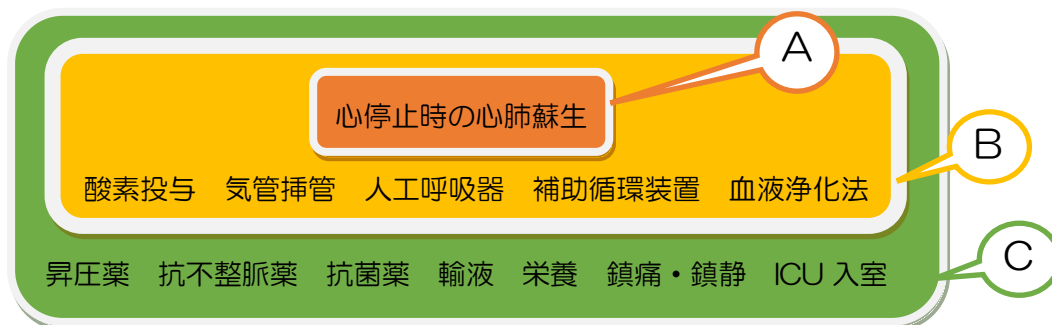 A
心停止時の心肺蘇生
B
酸素投与 気管挿管 人工呼吸器 補助循環装置 血液浄化法
C
昇圧薬 抗不整脈薬 抗菌薬 輸液 栄養 鎮痛・鎮静 ICU 入室